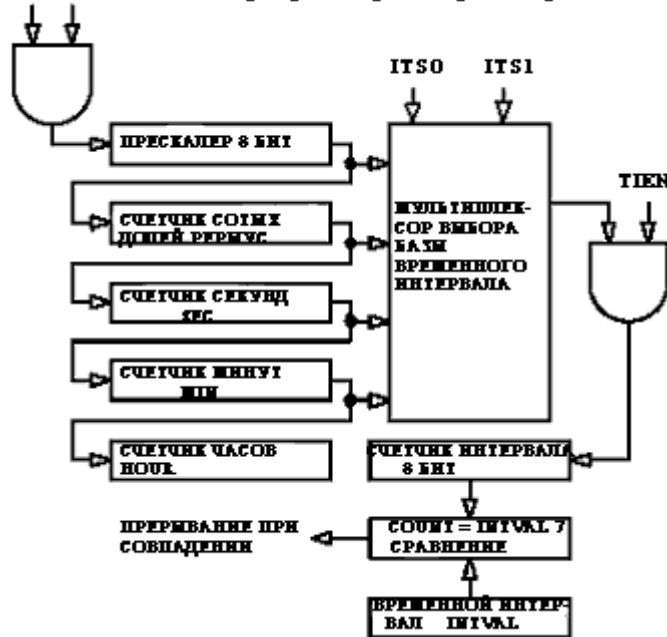 ITS0 ITS1
ПРЕСКАЛЕР 8 БИТ
TIEN
МУЛЬТИПЛЕК-
СОР ВЫБОРА
БАЗЫ
ВРЕМЕННОГО
ИНТЕРВАЛА
СЧЕТЧИК СОТЫХ
ДОЛЕЙ
СЧЕТЧИК СЕКУНД
SEC
СЧЕТЧИК МИНУТ
MIN
СЧЕТЧИК ЧАСОВ
HOUR
СЧЕТЧИК ИНТЕРВАЛА
8 БИТ
ПРЕРЫВАНИЕ ПРИ
СОВПАДЕНИИ
COUNT = INTVAL ?
СРАВНЕНИЕ
ВРЕМЕННОЙ ИНТЕР-
ВАЛ INTVAL